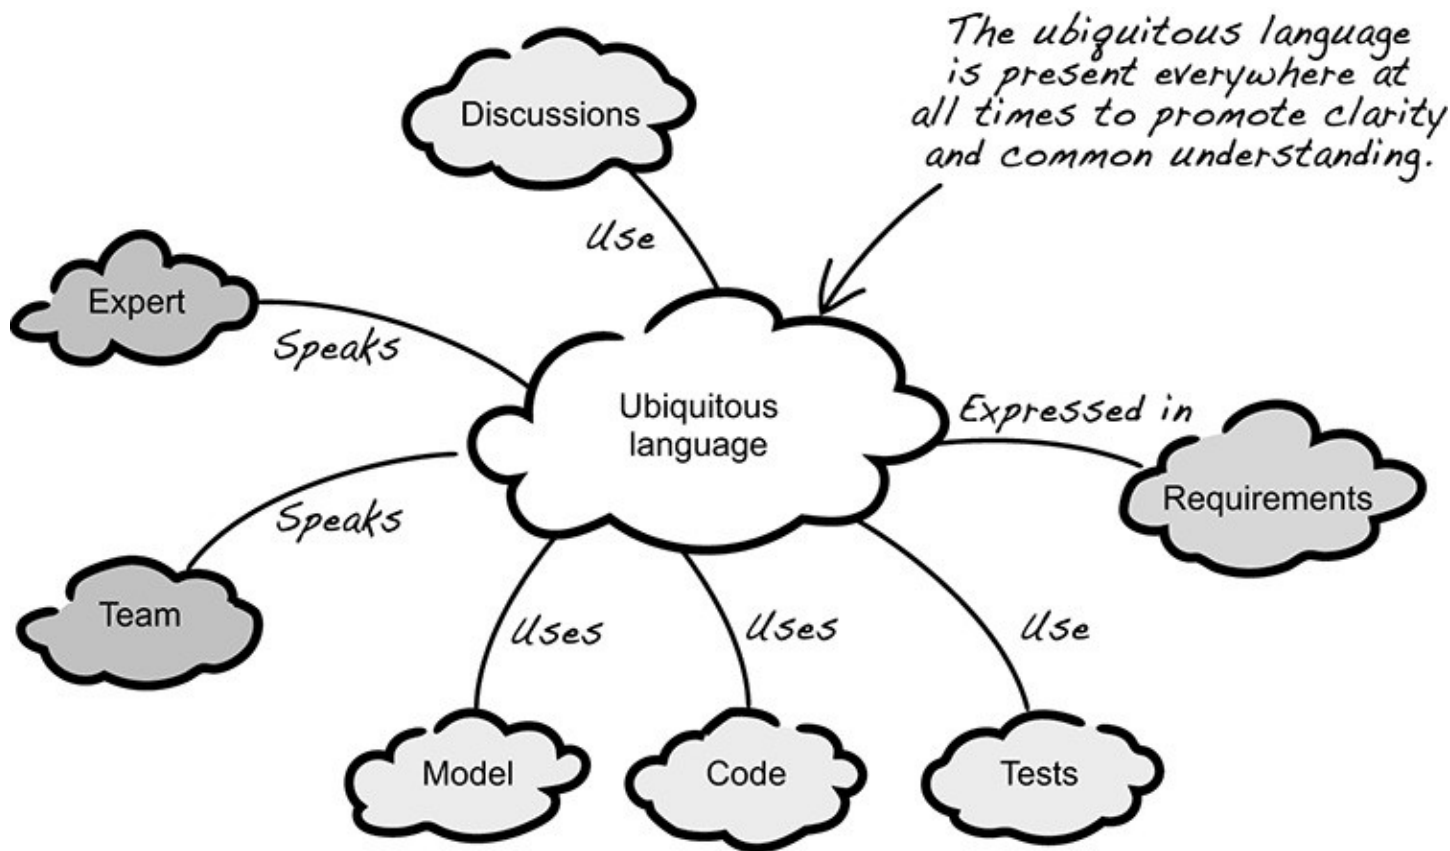 The ubiquitous language
is present everywhere at
all times to promote clarity
and common understanding.
Discussions
Use
Expert
Speaks
Ubiquitous
language
Expressed in
Requirements
Speaks
Team
Uses
Uses
Use
Model
Code
Tests